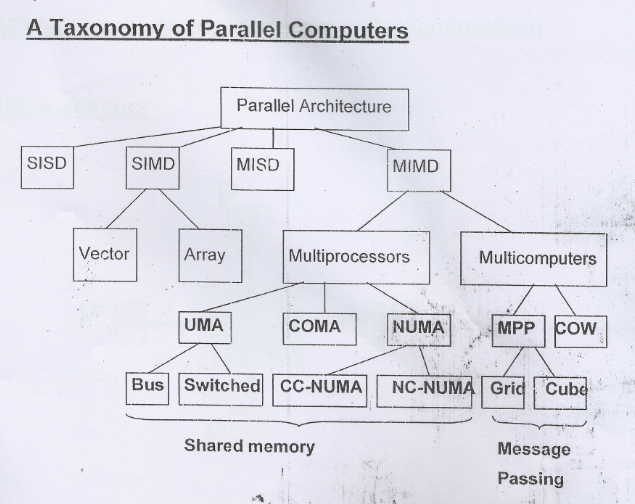 A Taxonomy of Parallel Computers
Parallel Architecture
SISD SIMD MISD MIMD
Vector Array Multiprocessors Multicomputers
UMA COMA NUMA MPP COW
Bus Switched CC-NUMA NC-NUMA Grid Cube
Shared memory
Message
Passing